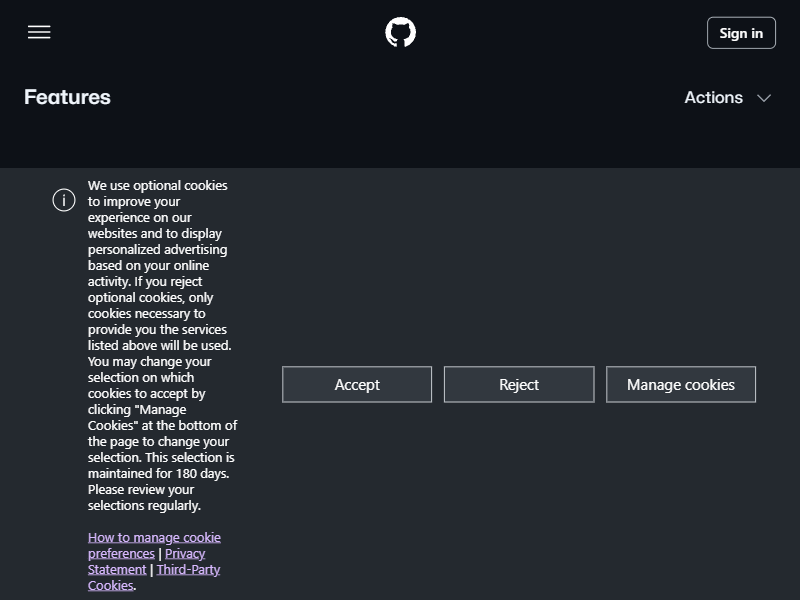 Sign in
Features
Actions
We use optional cookies
to improve your
experience on our
websites and to display
personalized advertising
based on your online
activity. If you reject
optional cookies, only
cookies necessary to
provide you the services
listed above will be used.
You may change your
selection on which
cookies to accept by
clicking "Manage
Cookies" at the bottom of
the page to change your
selection. This selection is
maintained for 180 days.
Please review your
selections regularly.
How to manage cookie
preferences | Privacy
Statement | Third-Party
Cookies.
Accept
Reject
Manage cookies